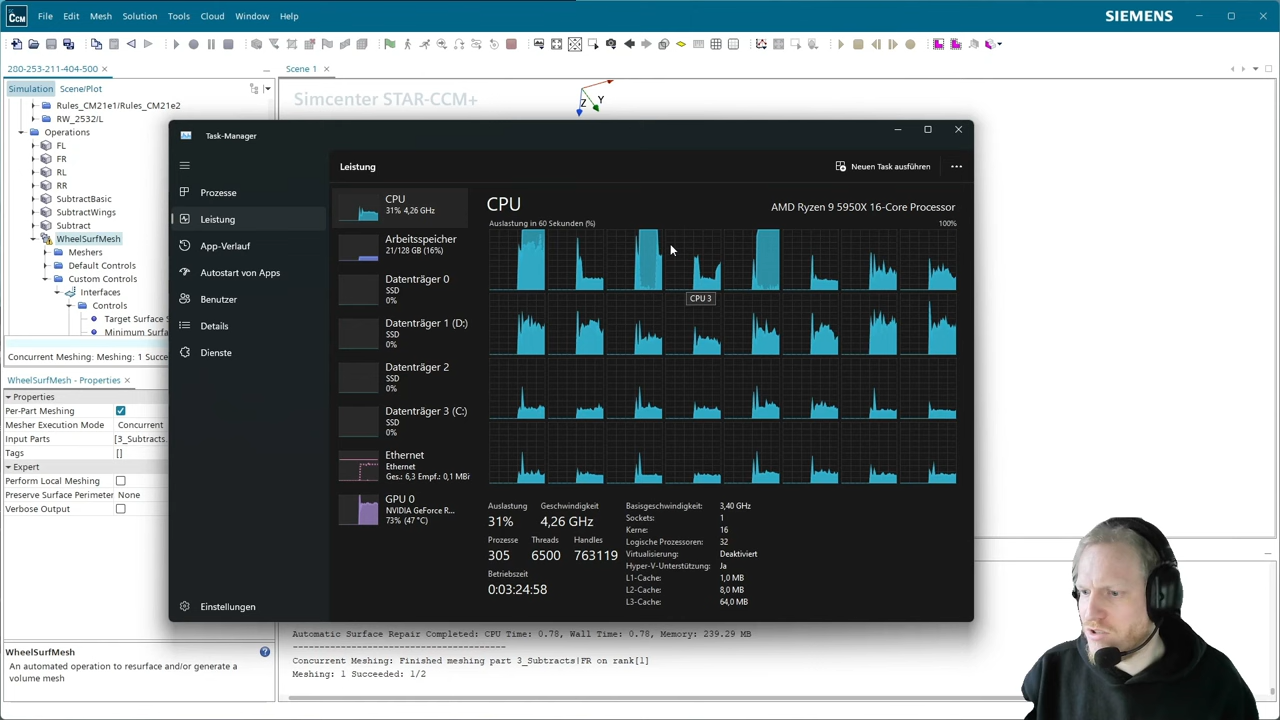 CCM
File Edit Mesh Solution Tools Cloud Window Help
SIEMENS
280-253-211-404-500
Scene 1
Simulation Scene/Plot
Simcenter STAR-CCM+
Z Y
Rules_CM21e1/Rules_CM21e2
RW_2532/L
Operations
FL
FR
RL
RR
SubtractBasic
SubtractWings
Subtract
WheelSurfMesh
Meshers
Default Controls
Custom Controls
Interfaces
Controls
Target Surface S
Minimum Surfa
Concurrent Meshing: Meshing: 1 Succe
WheelSurfMesh - Properties
Properties
Per-Part Meshing
Mesher Execution Mode Concurrent
Input Parts [3_Subtracts.
Tags []
Expert
Perform Local Meshing
Preserve Surface Perimeter None
Verbose Output
WheelSurfMesh
An automated operation to resurface and/or generate a
volume mesh
Task-Manager
Leistung
Neuen Task ausführen
Prozesse
Leistung
App-Verlauf
Autostart von Apps
Benutzer
Details
Dienste
Einstellungen
CPU
31% 4,26 GHz
Arbeitsspeicher
21/128 GB (16%)
Datenträger 0
SSD
0%
Datenträger 1 (D:)
SSD
0%
Datenträger 2
SSD
0%
Datenträger 3 (C:)
SSD
0%
Ethernet
Ethernet
Ges.: 6,3 Empf.: 0,1 MBi
GPU 0
NVIDIA GeForce R...
73% (47 °C)
CPU
AMD Ryzen 9 5950X 16-Core Processor
Auslastung in 60 Sekunden (%)
100%
CPU 3
Auslastung Geschwindigkeit
31% 4,26 GHz
Prozesse Threads Handles
305 6500 763119
Betriebszeit
0:03:24:58
Basisgeschwindigkeit: 3,40 GHz
Sockets: 1
Kerne: 16
Logische Prozessoren: 32
Virtualisierung: Deaktiviert
Hyper-V-Unterstützung: Ja
L1-Cache: 1,0 MB
L2-Cache: 8,0 MB
L3-Cache: 64,0 MB
Automatic Surface Repair Completed: CPU Time: 0.78, Wall Time: 0.78, Memory: 239.29 MB
----------------------------------------
Concurrent Meshing: Finished meshing part 3_Subtracts|FR on rank[1]
Meshing: 1 Succeeded: 1/2